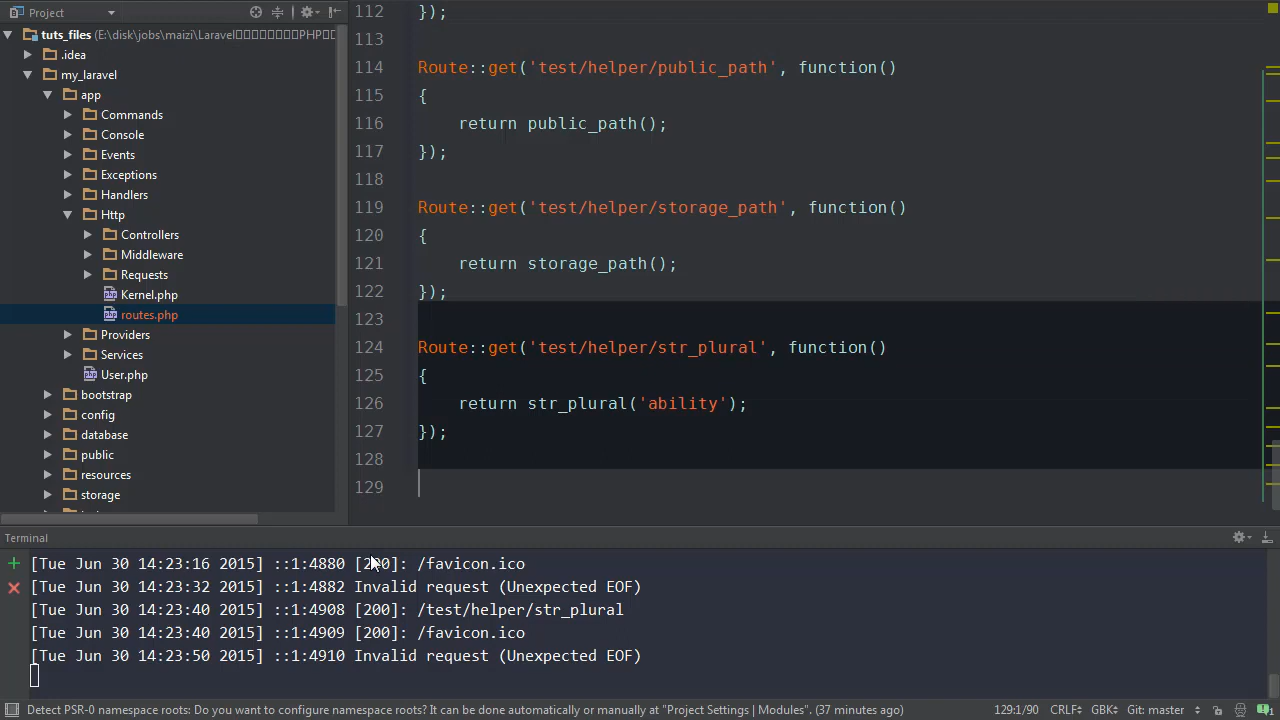 Project
tuts_files (E:\disk\jobs\maizi\Laravel□□□□□□□□PHP□□
.idea
my_laravel
app
Commands
Console
Events
Exceptions
Handlers
Http
Controllers
Middleware
Requests
Kernel.php
routes.php
Providers
Services
User.php
bootstrap
config
database
public
resources
storage
112 });
113
114 Route::get('test/helper/public_path', function()
115 {
116     return public_path();
117 });
118
119 Route::get('test/helper/storage_path', function()
120 {
121     return storage_path();
122 });
123
124 Route::get('test/helper/str_plural', function()
125 {
126     return str_plural('ability');
127 });
128
129
Terminal
[Tue Jun 30 14:23:16 2015] ::1:4880 [200]: /favicon.ico
[Tue Jun 30 14:23:32 2015] ::1:4882 Invalid request (Unexpected EOF)
[Tue Jun 30 14:23:40 2015] ::1:4908 [200]: /test/helper/str_plural
[Tue Jun 30 14:23:40 2015] ::1:4909 [200]: /favicon.ico
[Tue Jun 30 14:23:50 2015] ::1:4910 Invalid request (Unexpected EOF)
Detect PSR-0 namespace roots: Do you want to configure namespace roots? It can be done automatically or manually at "Project Settings | Modules". (37 minutes ago) 129:1/90 CRLF GBK Git: master